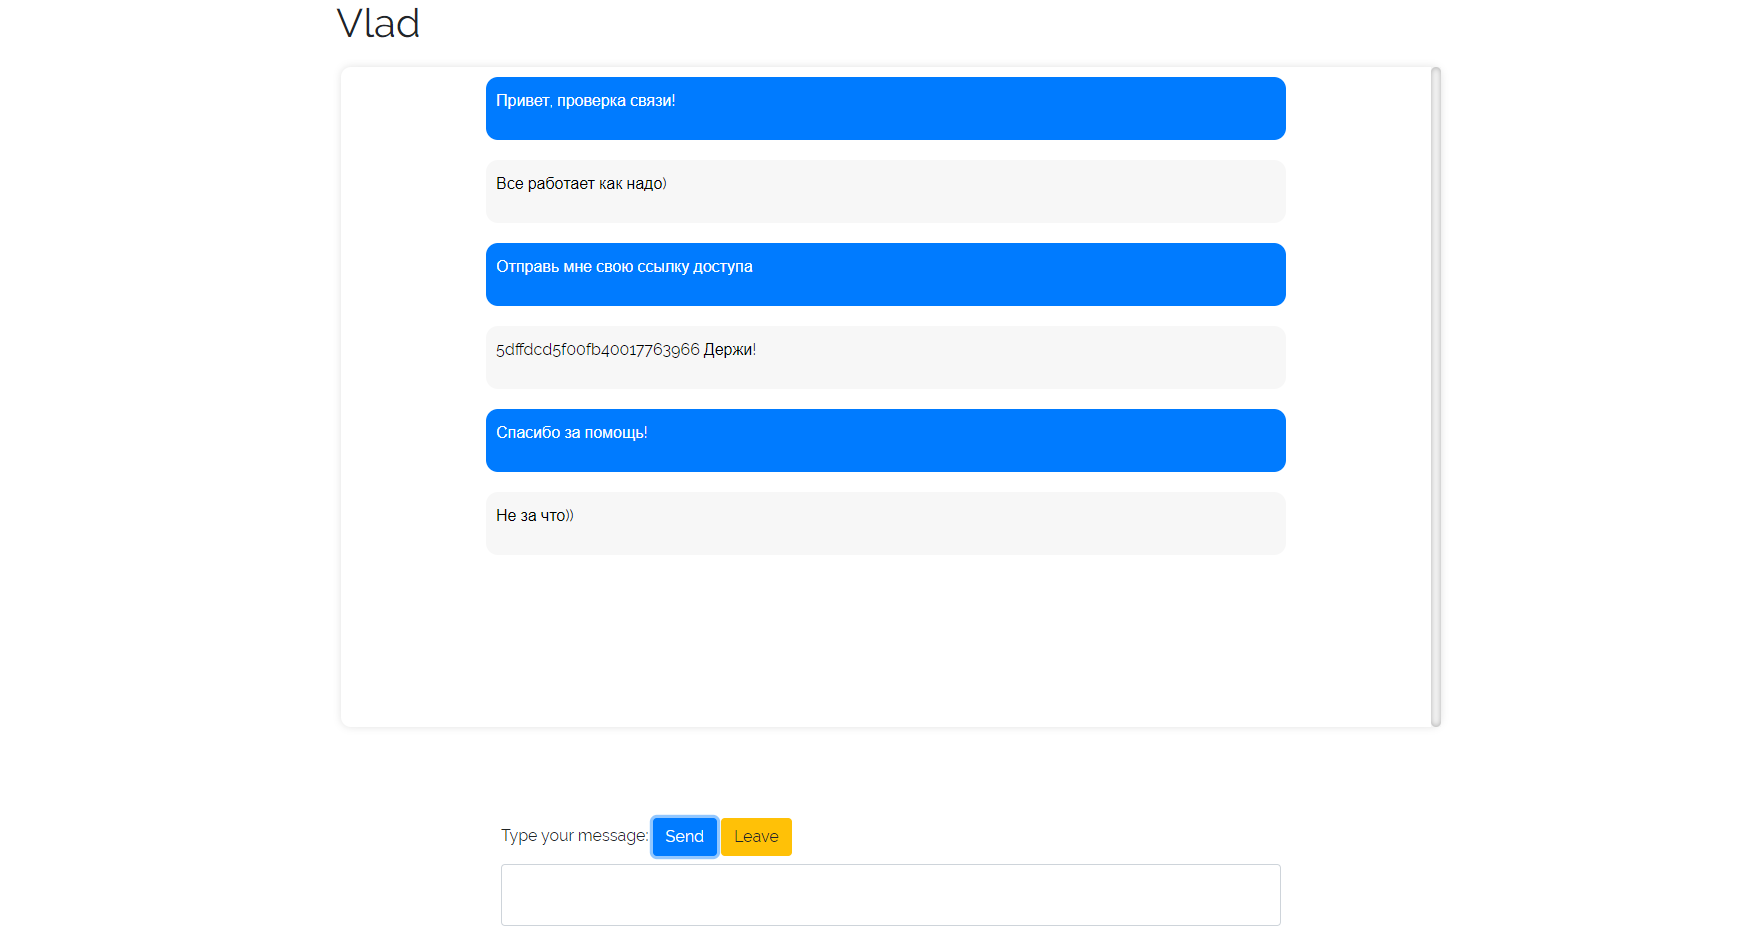 Vlad
Привет, проверка связи!
Все работает как надо)
Отправь мне свою ссылку доступа
5dffdcd5f00fb40017763966 Держи!
Спасибо за помощь!
Не за что))
Type your message: Send Leave